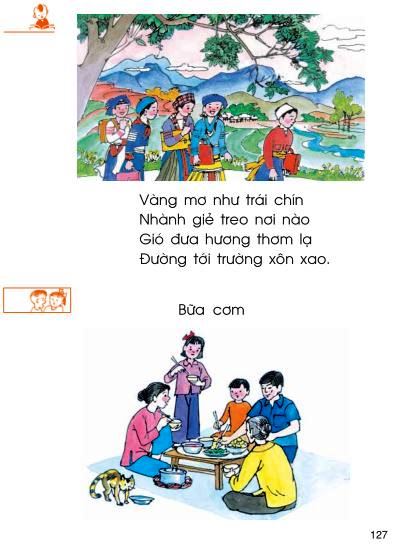 Vàng mơ như trái chín
Nhành giẻ treo nơi nào
Gió đưa hương thơm lạ
Đường tới trường xôn xao.
Bữa cơm
127